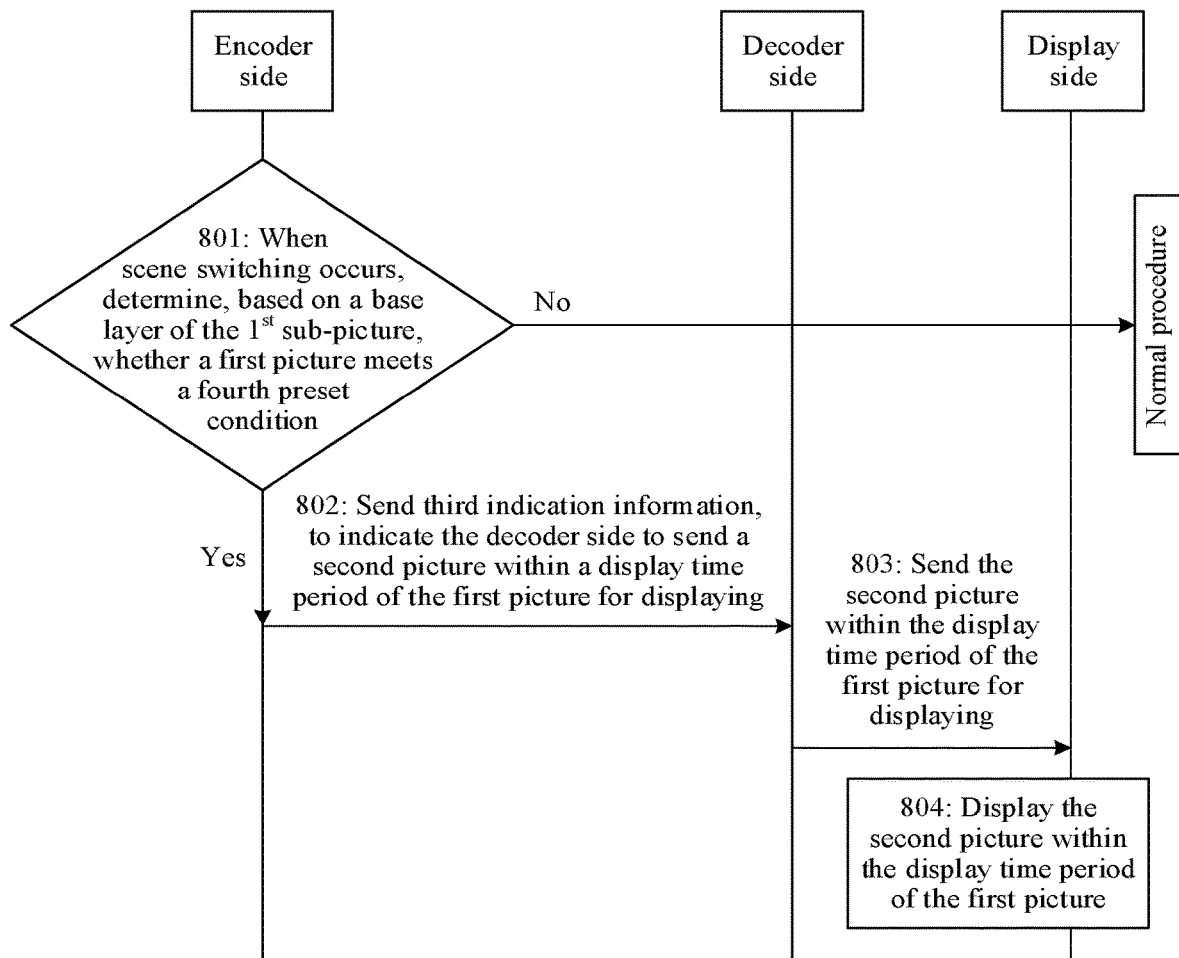 Encoder
side
Decoder
side
Display
side
801: When
scene switching occurs,
determine, based on a base
layer of the 1st sub-picture,
whether a first picture meets
a fourth preset
condition
No
Normal procedure
Yes
802: Send third indication information,
to indicate the decoder side to send a
second picture within a display time
period of the first picture for displaying
803: Send the
second picture
within the display
time period of the
first picture for
displaying
804: Display the
second picture within
the display time period
of the first picture